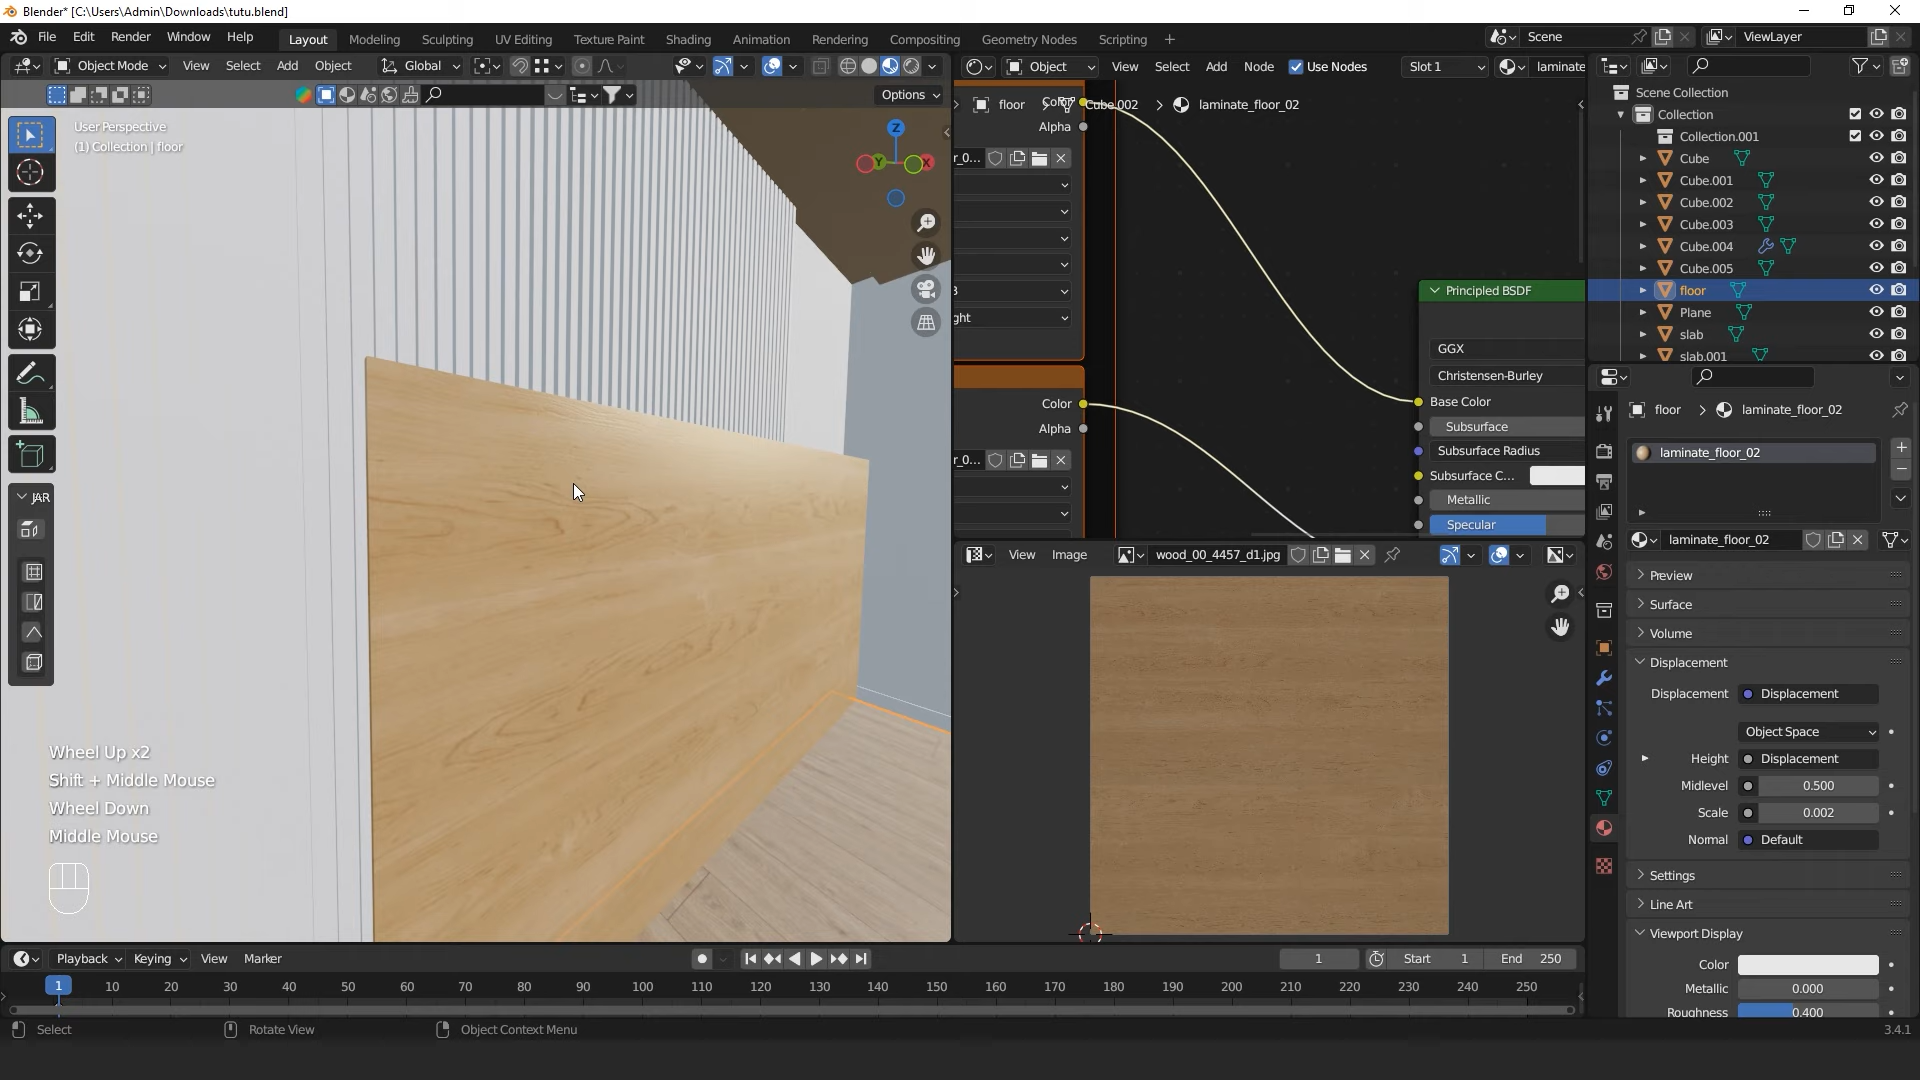 Blender* [C:\Users\Admin\Downloads\tutu.blend]
File Edit Render Window Help Layout Modeling Sculpting UV Editing Texture Paint Shading Animation Rendering Compositing Geometry Nodes Scripting + Scene ViewLayer
Object Mode View Select Add Object Global
Options
User Perspective
(1) Collection | floor
Z
Y
X
JAR
Wheel Up x2
Shift + Middle Mouse
Wheel Down
Middle Mouse
Object View Select Add Node Use Nodes Slot 1 laminate
floor > Cube.002 > laminate_floor_02
Color
Alpha
r_0...
ght
Color
Alpha
r_0...
Principled BSDF
GGX
Christensen-Burley
Base Color
Subsurface
Subsurface Radius
Subsurface C...
Metallic
Specular
View Image wood_00_4457_d1.jpg
Scene Collection
Collection
Collection.001
Cube
Cube.001
Cube.002
Cube.003
Cube.004
Cube.005
floor
Plane
slab
slab.001
floor > laminate_floor_02
laminate_floor_02
laminate_floor_02
Preview
Surface
Volume
Displacement
Displacement Displacement
Object Space
Height Displacement
Midlevel 0.500
Scale 0.002
Normal Default
Settings
Line Art
Viewport Display
Color
Metallic 0.000
Roughness 0.400
Playback Keying View Marker 1 Start 1 End 250
1 10 20 30 40 50 60 70 80 90 100 110 120 130 140 150 160 170 180 190 200 210 220 230 240 250
Select Rotate View Object Context Menu 3.4.1